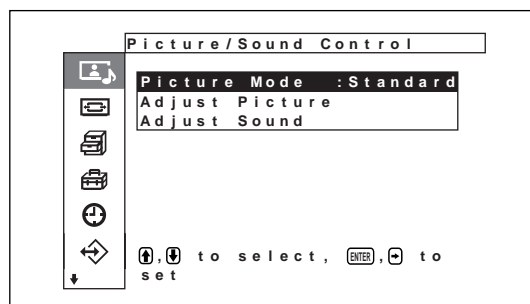 Picture/Sound Control
Picture Mode :Standard
Adjust Picture
Adjust Sound
, to select, ENTER, to
set